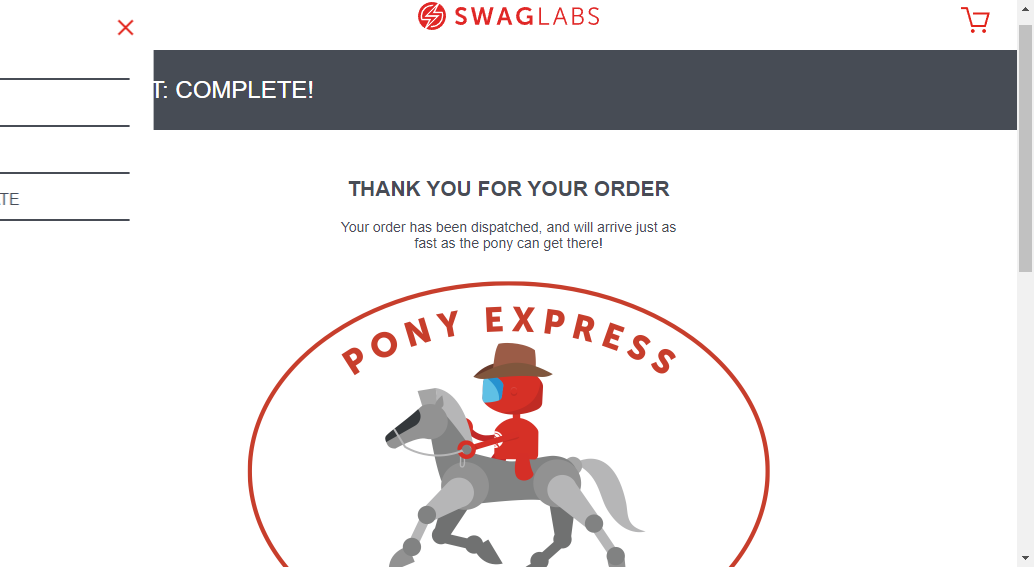 SWAGLABS
T: COMPLETE!
TE
THANK YOU FOR YOUR ORDER
Your order has been dispatched, and will arrive just as
fast as the pony can get there!
PONY EXPRESS